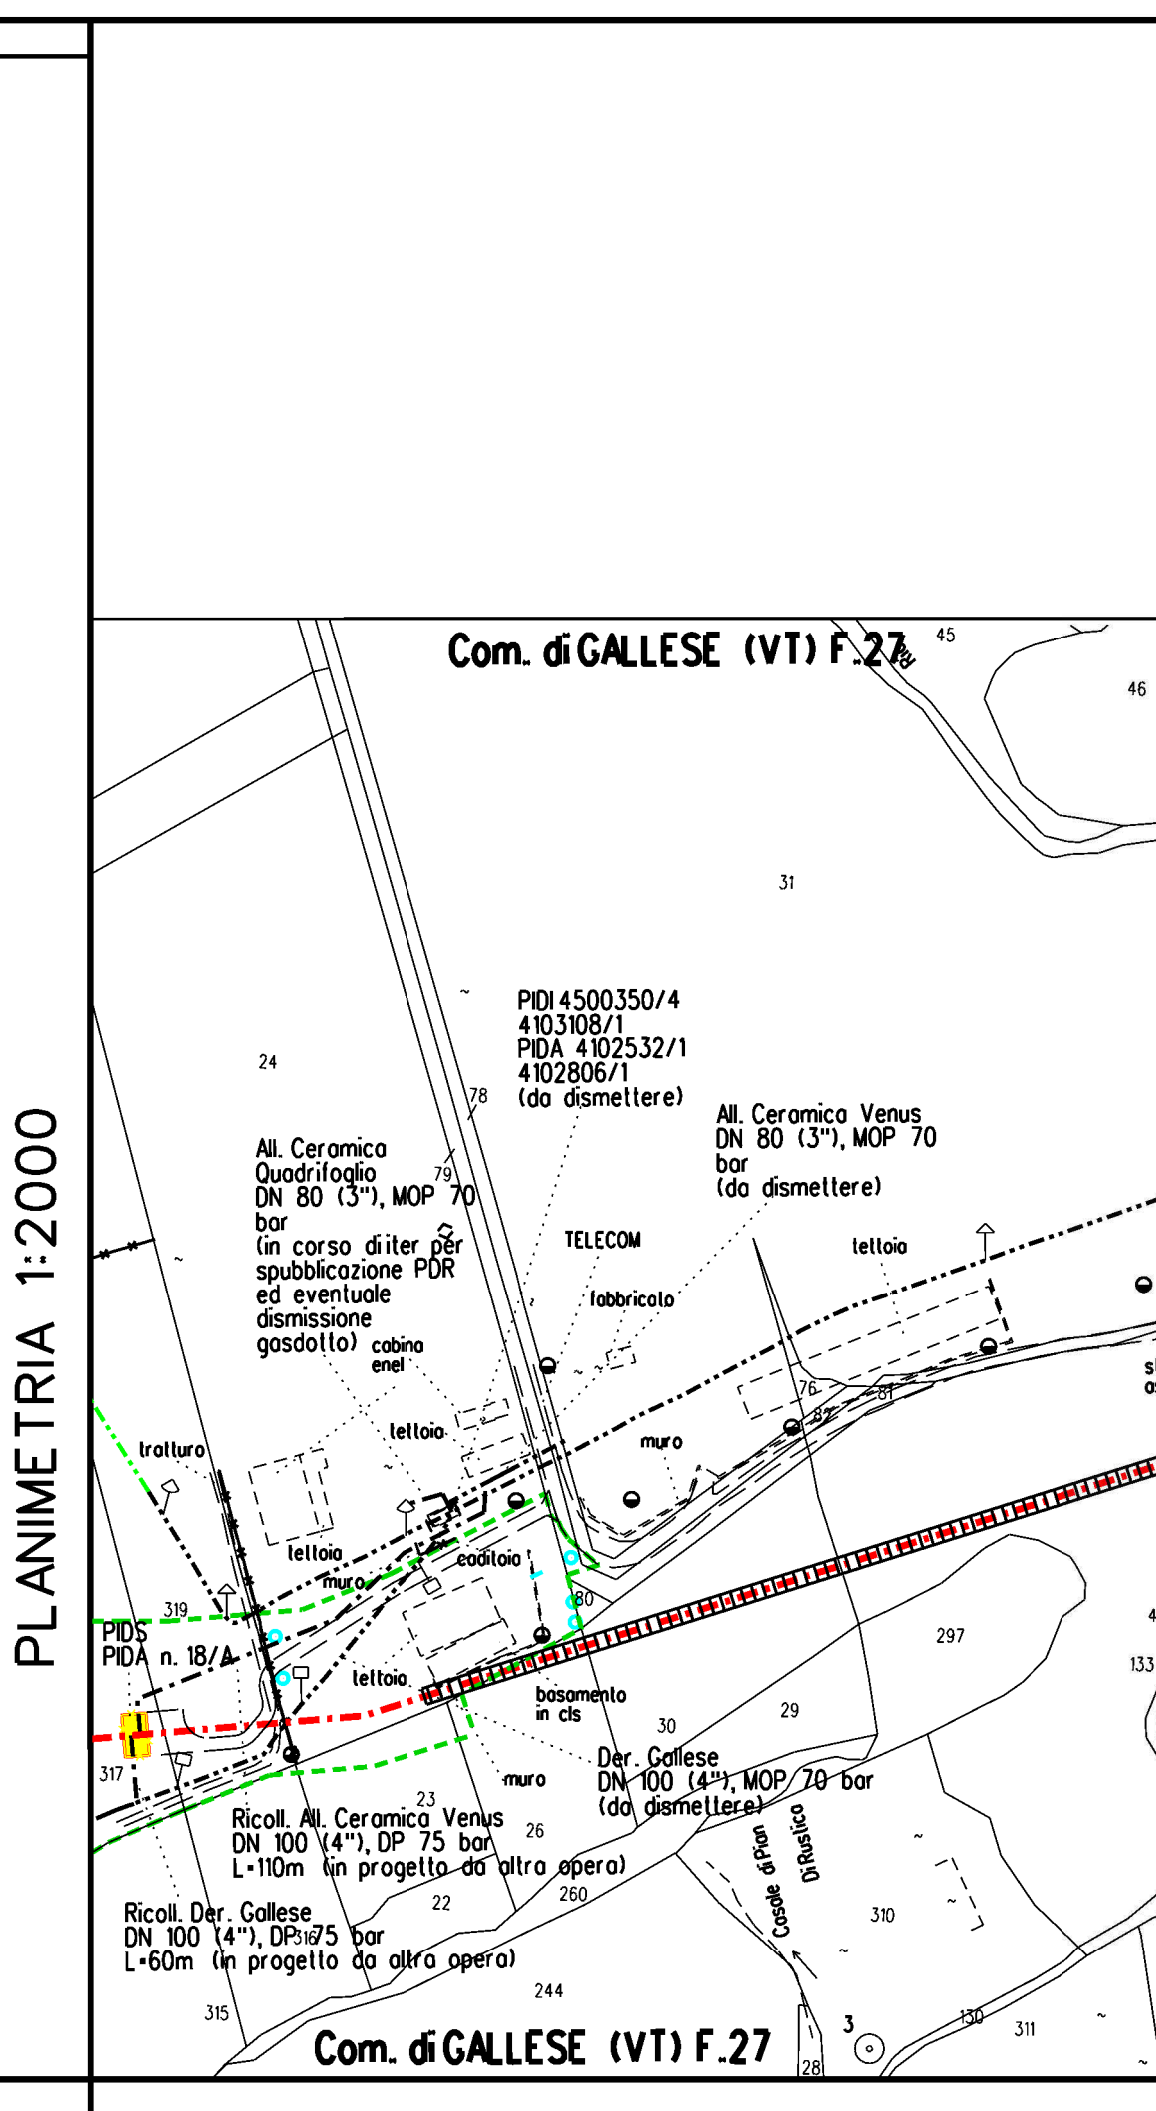 PLANIMETRIA 1:2000
Com. di GALLESE (VT) F.27
Rio
45
46
31
24
PIDI 4500350/4
4103108/1
PIDA 4102532/1
4102806/1
(da dismettere)
78
79
All. Ceramica Venus
DN 80 (3"), MOP 70
bar
(da dismettere)
All. Ceramica
Quadrifoglio
DN 80 (3"), MOP 70
bar
(in corso di iter per
spubblicazione PDR
ed eventuale
dismissione
gasdotto)
TELECOM
tettoia
fabbricato
cabina
enel
76
81
82
tettoia
muro
tratturo
tettoia
muro
caditoia
80
319
PIDS
PIDA n. 18/A
297
133
tettoia
basamento
in cls
30
29
317
Der. Gallese
DN 100 (4"), MOP 70 bar
(da dismettere)
muro
23
26
Ricoll. All. Ceramica Venus
DN 100 (4"), DP 75 bar
L=110m (in progetto da altra opera)
Casale di Pian
Di Rustica
22
260
310
Ricoll. Der. Gallese
DN 100 (4"), DP 75 bar
L=60m (in progetto da altra opera)
316
244
315
3
130
311
28
Com. di GALLESE (VT) F.27